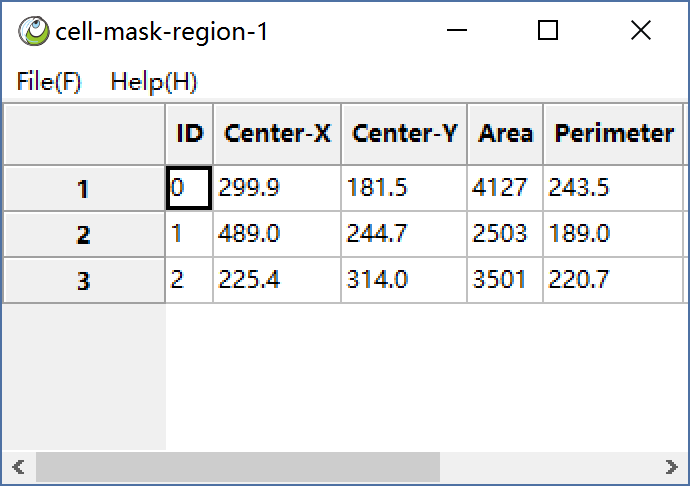 cell-mask-region-1
File(F) Help(H)
ID Center-X Center-Y Area Perimeter
1 0 299.9 181.5 4127 243.5
2 1 489.0 244.7 2503 189.0
3 2 225.4 314.0 3501 220.7